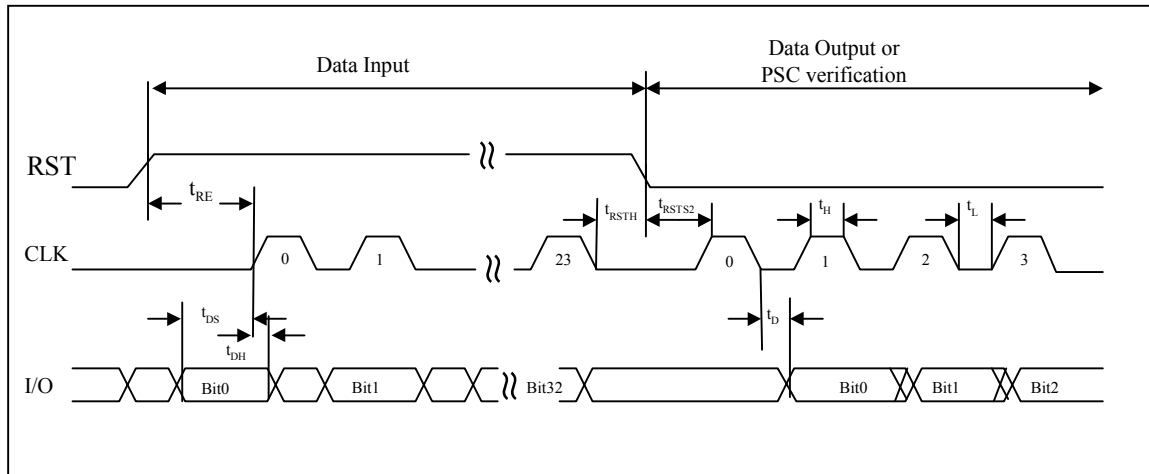 Data Input
Data Output or
PSC verification
RST
tRE
tRSTH
tRSTS2
tH
tL
CLK
0
1
23
0
1
2
3
tDS
tDH
tD
I/O
Bit0
Bit1
Bit32
Bit0
Bit1
Bit2